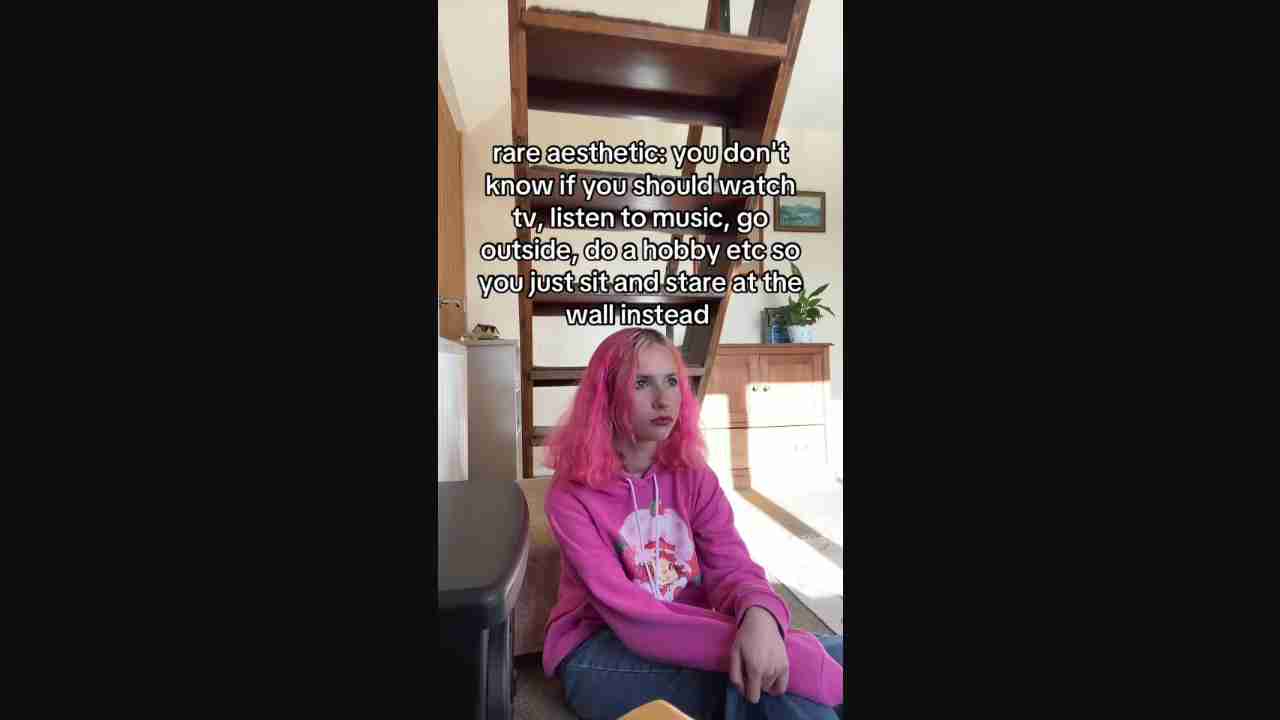 rare aesthetic: you don't
know if you should watch
tv, listen to music, go
outside, do a hobby etc so
you just sit and stare at the
wall instead